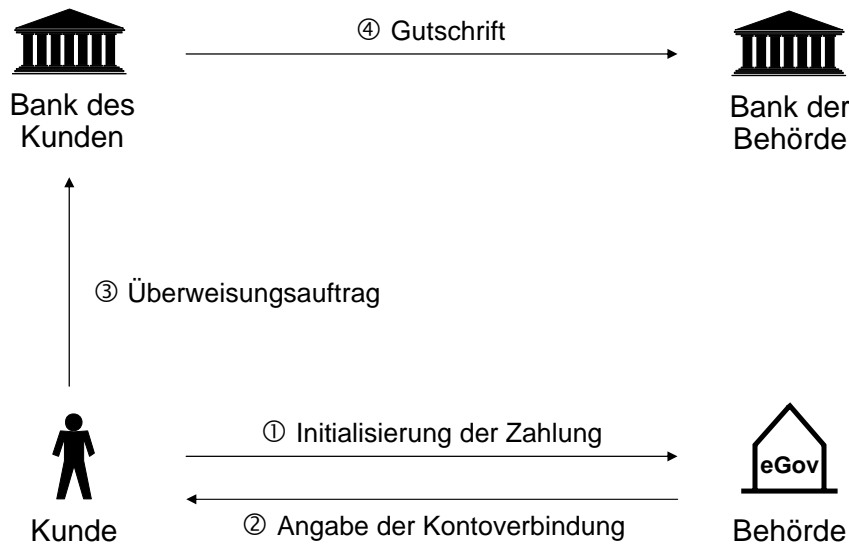 ④ Gutschrift
Bank des
Kunden
Bank der
Behörde
③ Überweisungsauftrag
① Initialisierung der Zahlung
eGov
② Angabe der Kontoverbindung
Kunde
Behörde